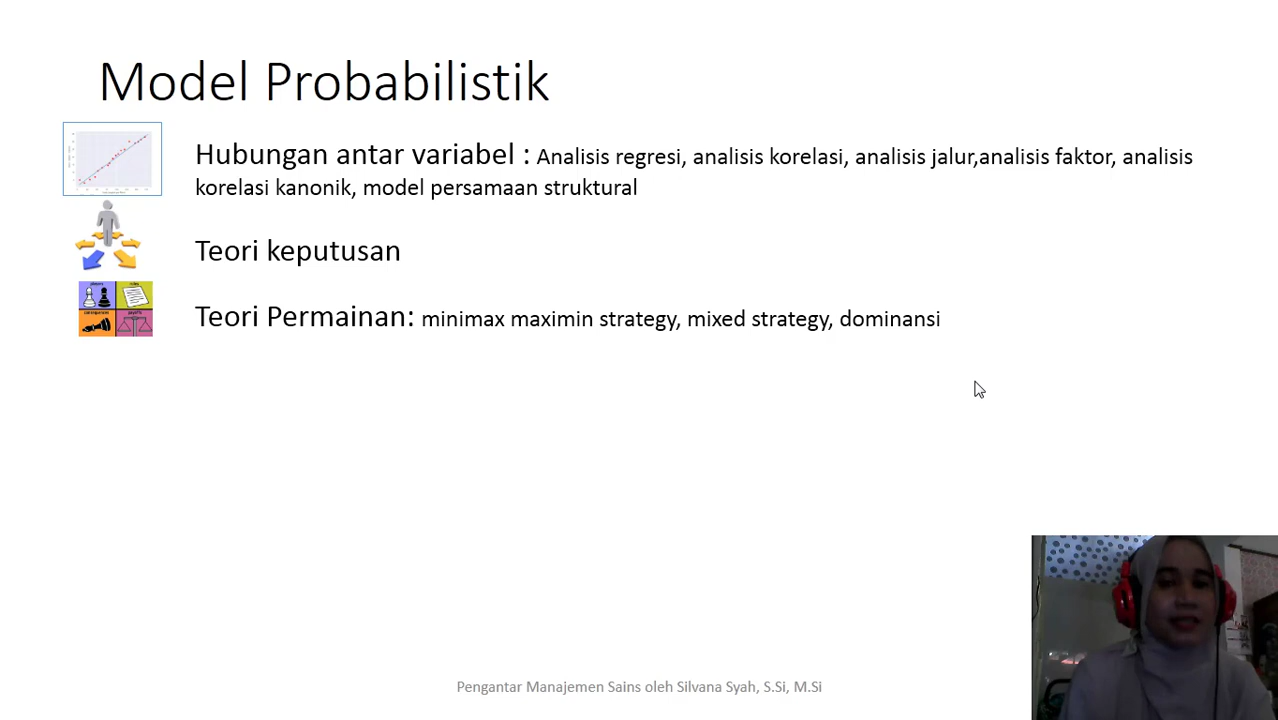 Model Probabilistik
Hubungan antar variabel : Analisis regresi, analisis korelasi, analisis jalur,analisis faktor, analisis
korelasi kanonik, model persamaan struktural
Teori keputusan
Teori Permainan: minimax maximin strategy, mixed strategy, dominansi
Pengantar Manajemen Sains oleh Silvana Syah, S.Si, M.Si